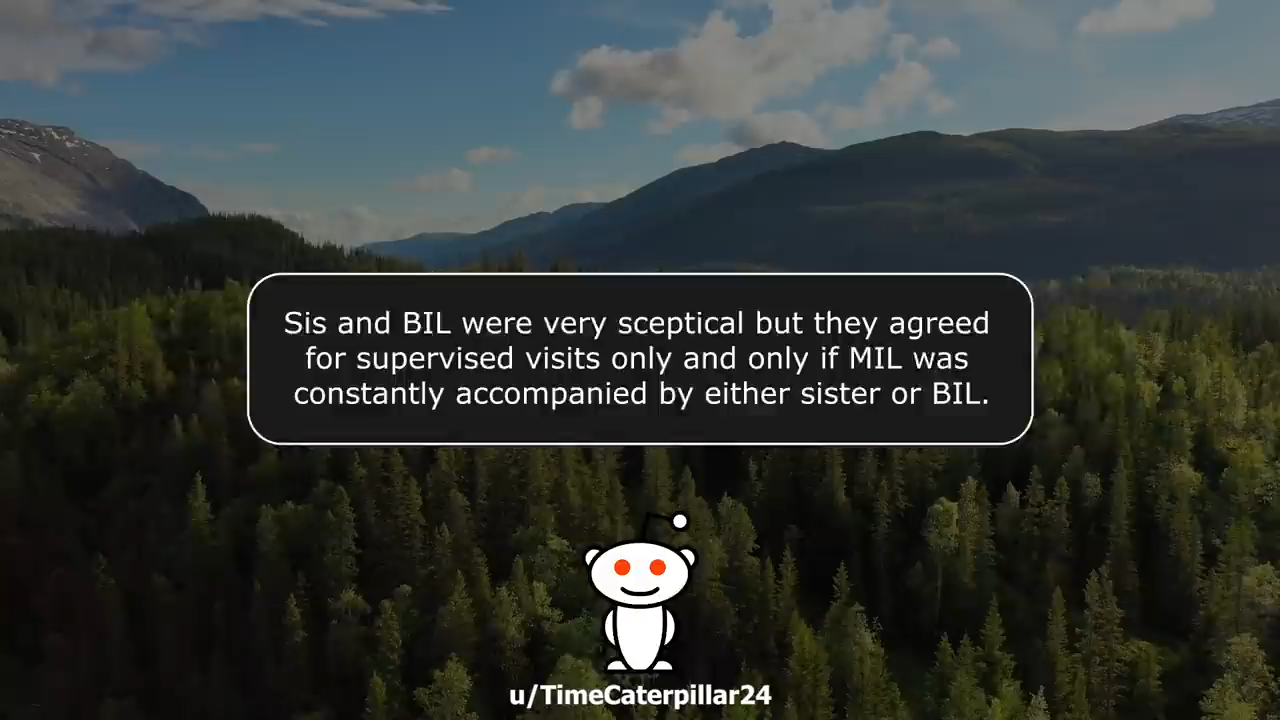 Sis and BIL were very sceptical but they agreed
for supervised visits only and only if MIL was
constantly accompanied by either sister or BIL.
u/TimeCaterpillar24